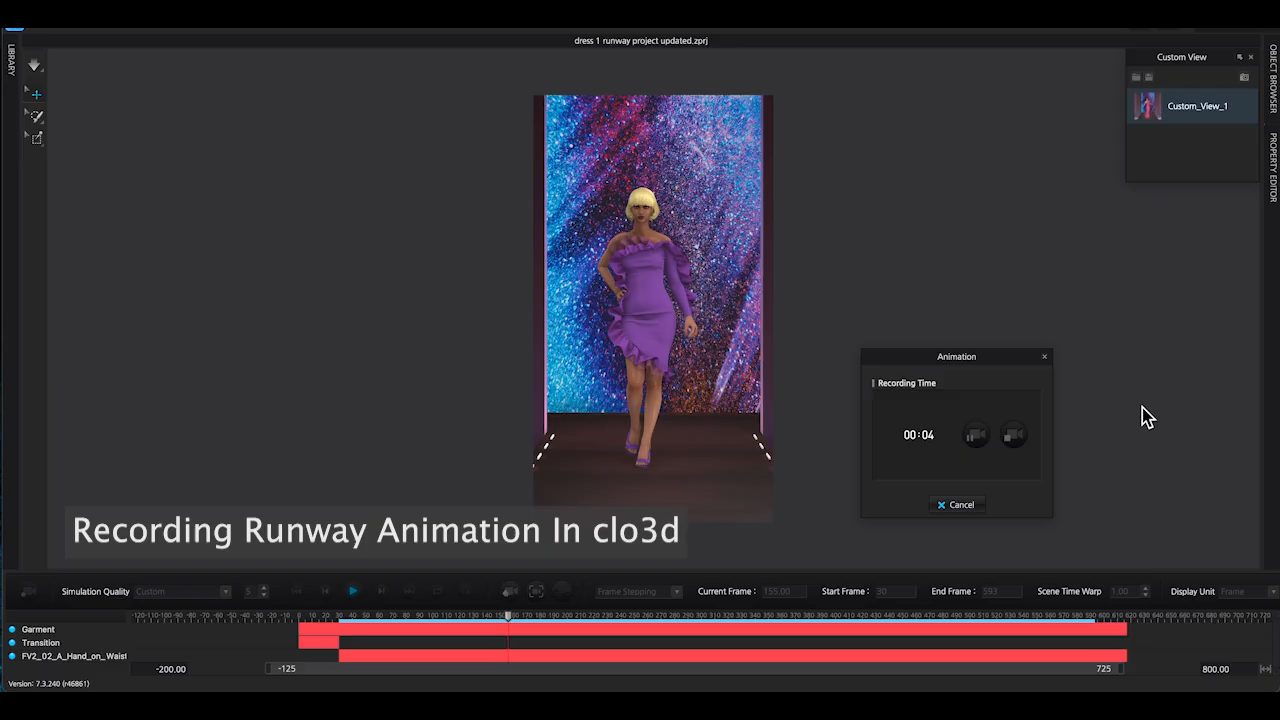 dress 1 runway project updated.zprj
LIBRARY
Custom View
Custom_View_1
OBJECT BROWSER
PROPERTY EDITOR
Animation
Recording Time
00:04
Cancel
Recording Runway Animation In clo3d
Simulation Quality Custom 5 Frame Stepping Current Frame : 155.00 Start Frame : 30 End Frame : 593 Scene Time Warp 1.00 Display Unit Frame
Garment
Transition
FV2_02_A_Hand_on_Waist
-200.00 -125 725 800.00
Version: 7.3.240 (r46861)